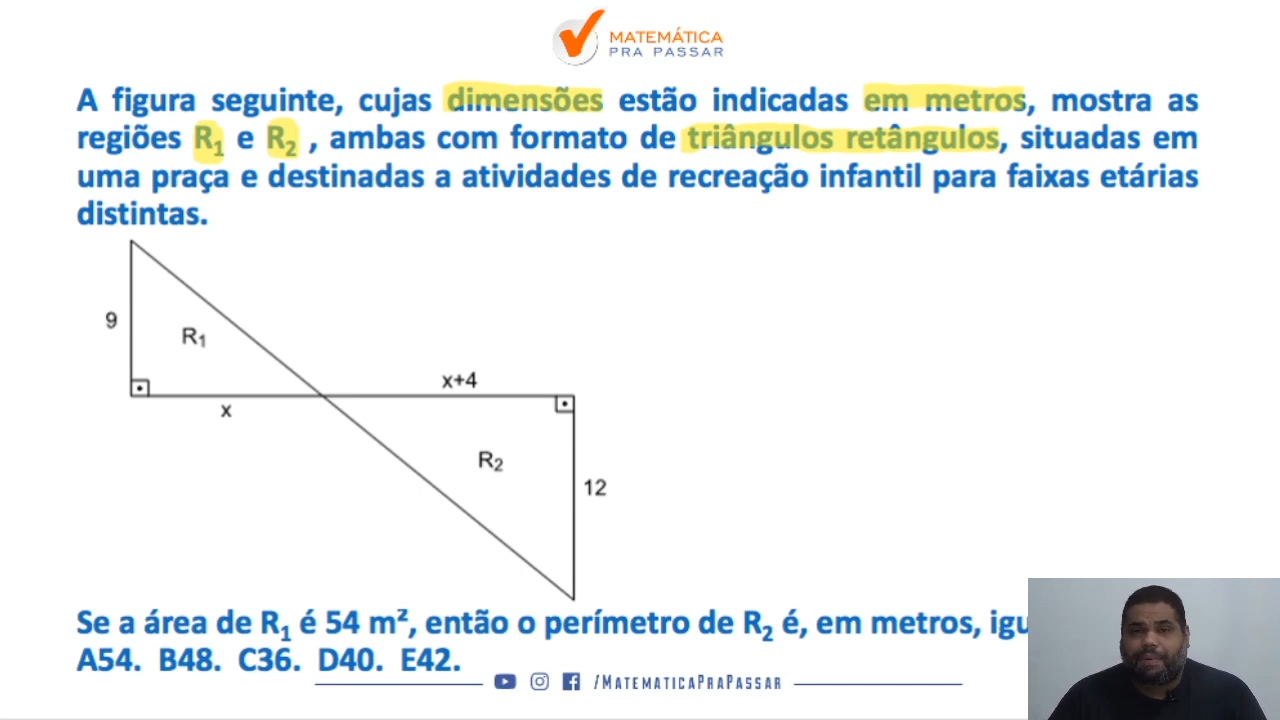 MATEMÁTICA
PRA PASSAR
A figura seguinte, cujas dimensões estão indicadas em metros, mostra as
regiões R₁ e R₂ , ambas com formato de triângulos retângulos, situadas em
uma praça e destinadas a atividades de recreação infantil para faixas etárias
distintas.
9
R₁
x+4
x
R₂
12
Se a área de R₁ é 54 m², então o perímetro de R₂ é, em metros,
A54. B48. C36. D40. E42.
/MATEMATICAPRAPASSAR